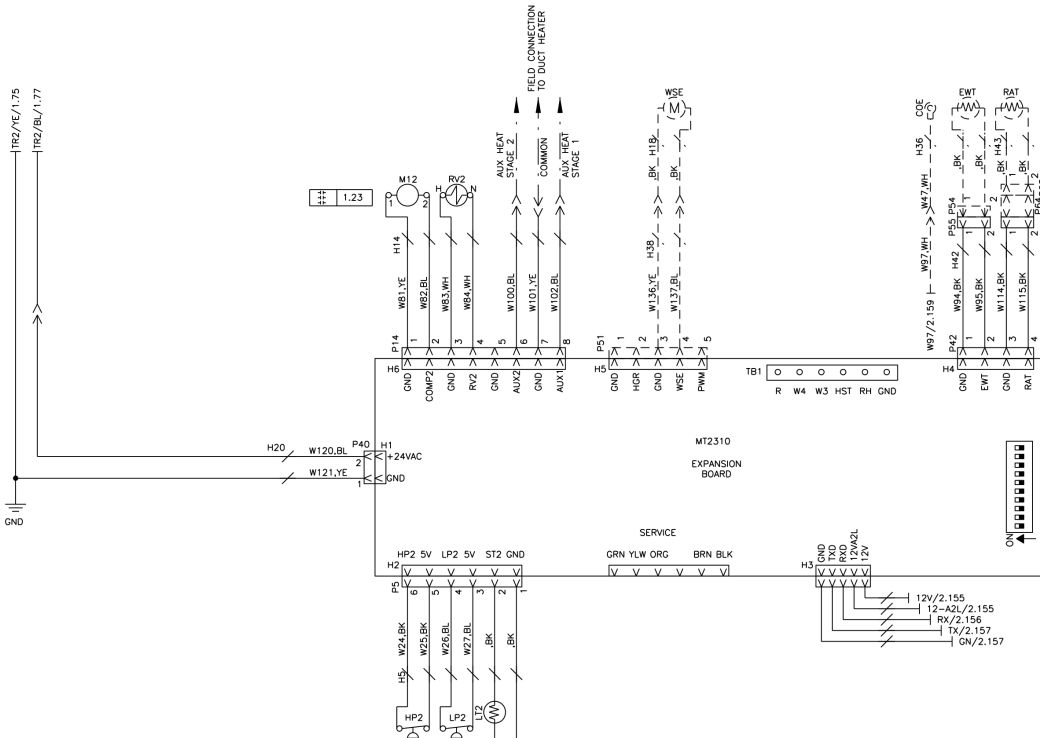 TR2/YE/1.75
TR2/BL/1.77
GND
1.23
M12
1
2
H
RV2
N
AUX HEAT
STAGE 2
COMMON
AUX HEAT
STAGE 1
FIELD CONNECTION
TO DUCT HEATER
WSE
M
H18
.BK
.BK
COE
H36
W47,WH
W97,WH
W97/2.159
EWT
RAT
.BK
.BK
H43
.BK
.BK
1
2
P54
P55
1
2
1
2
P64
1
2
H14
W81,YE
W82,BL
W83,WH
W84,WH
W100,BL
W101,YE
W102,BL
H38
W136,YE
W137,BL
H42
W94,BK
W95,BK
W114,BK
W115,BK
P14
1
2
3
4
5
6
7
8
H6
GND
COMP2
GND
RV2
GND
AUX2
GND
AUX1
P51
1
2
3
4
5
H5
GND
HGR
GND
WSE
PWM
TB1
R W4 W3 HST RH GND
P42
1
2
3
4
H4
GND
EWT
GND
RAT
H20
W120,BL
W121,YE
P40
2
1
H1
+24VAC
GND
MT2310
EXPANSION
BOARD
ON
SERVICE
GRN YLW ORG BRN BLK
HP2 5V LP2 5V ST2 GND
H2
P5
6
5
4
3
2
1
H3
GND
TXD
RXD
12VA2L
12V
12V/2.155
12-A2L/2.155
RX/2.156
TX/2.157
GN/2.157
H5
W24,BK
W25,BK
W26,BL
W27,BL
.BK
.BK
HP2
LP2
LT2